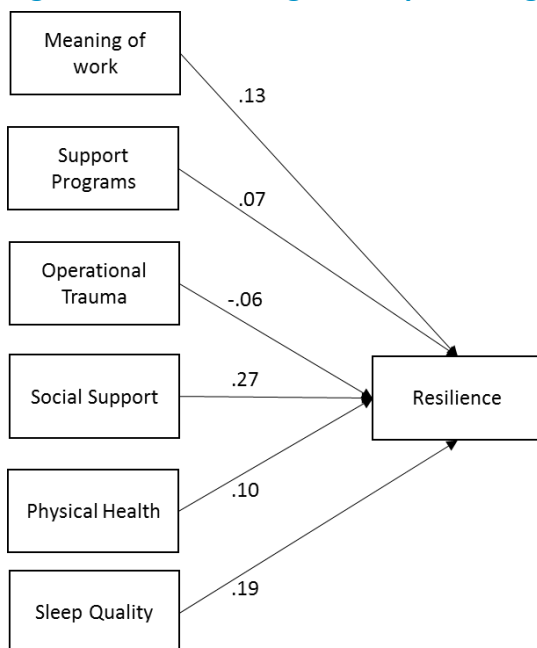 Meaning of
work
.13
Support
Programs
.07
Operational
Trauma
-.06
Social Support
.27
Resilience
Physical Health
.10
Sleep Quality
.19